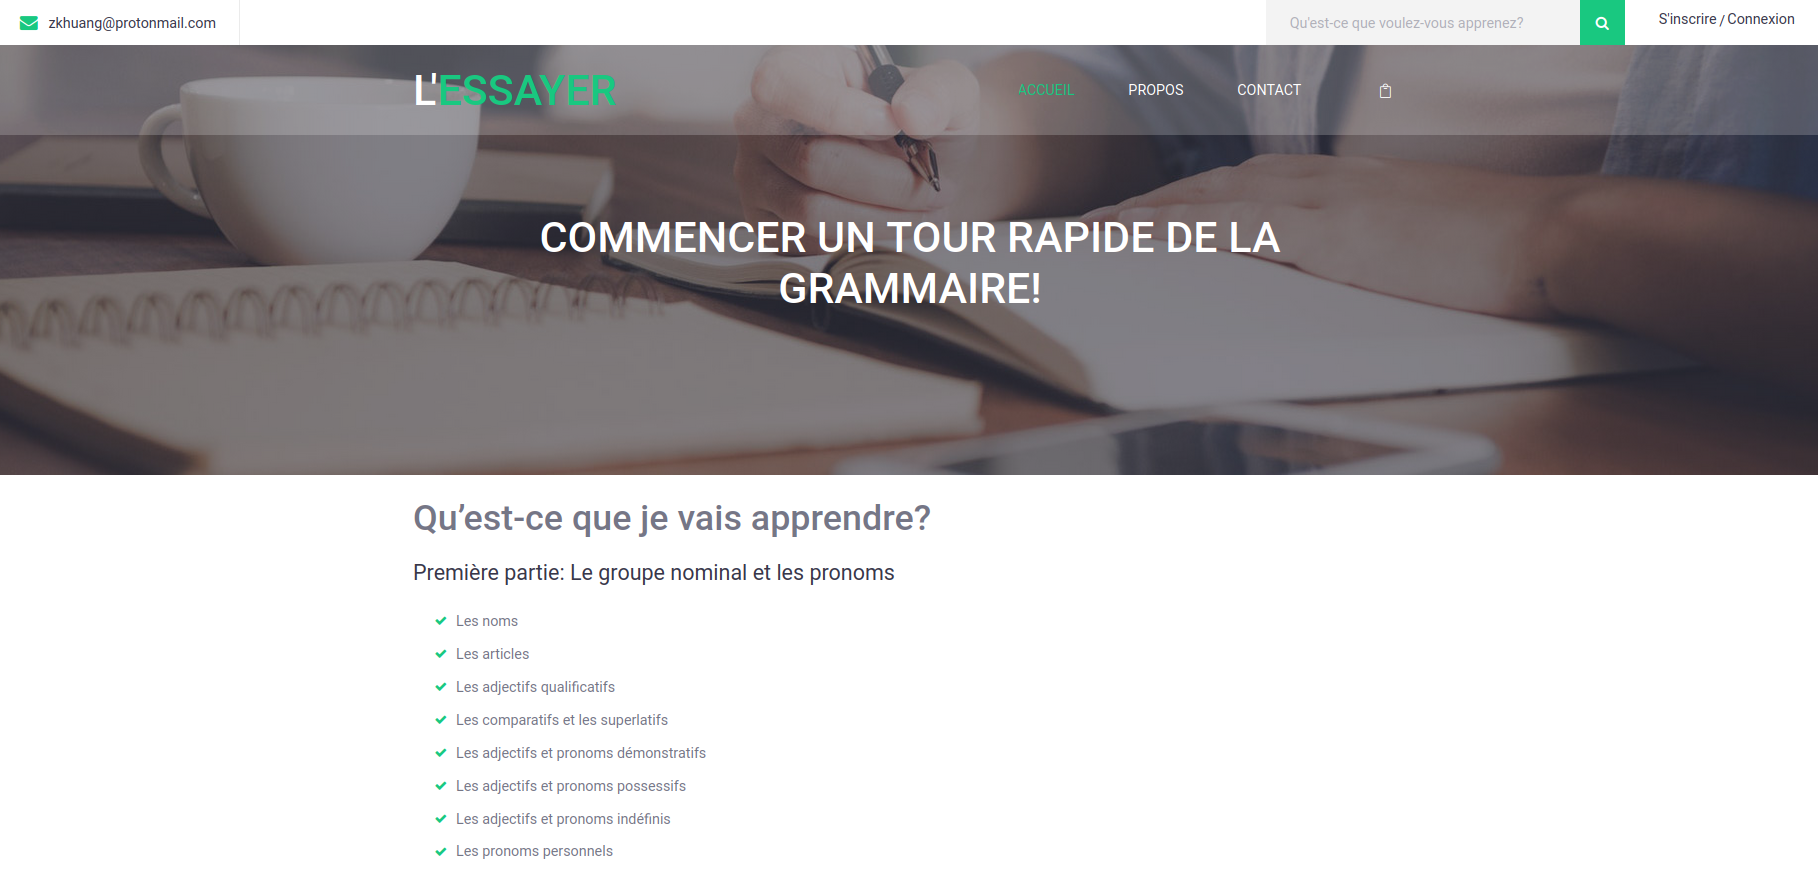 zkhuang@protonmail.com
Qu'est-ce que voulez-vous apprenez?
S'inscrire / Connexion
L'ESSAYER
ACCUEIL PROPOS CONTACT
COMMENCER UN TOUR RAPIDE DE LA
GRAMMAIRE!
Qu’est-ce que je vais apprendre?
Première partie: Le groupe nominal et les pronoms
Les noms
Les articles
Les adjectifs qualificatifs
Les comparatifs et les superlatifs
Les adjectifs et pronoms démonstratifs
Les adjectifs et pronoms possessifs
Les adjectifs et pronoms indéfinis
Les pronoms personnels